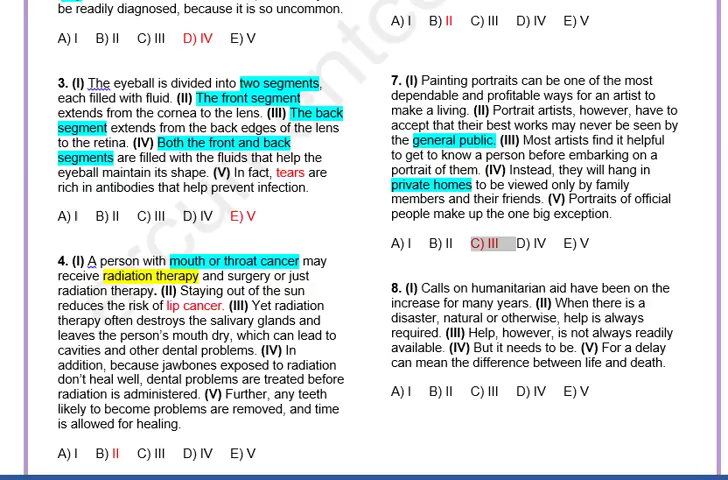 be readily diagnosed, because it is so uncommon.
A) I B) II C) III D) IV E) V
3. (I) The eyeball is divided into two segments,
each filled with fluid. (II) The front segment
extends from the cornea to the lens. (III) The back
segment extends from the back edges of the lens
to the retina. (IV) Both the front and back
segments are filled with the fluids that help the
eyeball maintain its shape. (V) In fact, tears are
rich in antibodies that help prevent infection.
A) I B) II C) III D) IV E) V
4. (I) A person with mouth or throat cancer may
receive radiation therapy and surgery or just
radiation therapy. (II) Staying out of the sun
reduces the risk of lip cancer. (III) Yet radiation
therapy often destroys the salivary glands and
leaves the person's mouth dry, which can lead to
cavities and other dental problems. (IV) In
addition, because jawbones exposed to radiation
don't heal well, dental problems are treated before
radiation is administered. (V) Further, any teeth
likely to become problems are removed, and time
is allowed for healing.
A) I B) II C) III D) IV E) V
A) I B) II C) III D) IV E) V
7. (I) Painting portraits can be one of the most
dependable and profitable ways for an artist to
make a living. (II) Portrait artists, however, have to
accept that their best works may never be seen by
the general public. (III) Most artists find it helpful
to get to know a person before embarking on a
portrait of them. (IV) Instead, they will hang in
private homes to be viewed only by family
members and their friends. (V) Portraits of official
people make up the one big exception.
A) I B) II C) III D) IV E) V
8. (I) Calls on humanitarian aid have been on the
increase for many years. (II) When there is a
disaster, natural or otherwise, help is always
required. (III) Help, however, is not always readily
available. (IV) But it needs to be. (V) For a delay
can mean the difference between life and death.
A) I B) II C) III D) IV E) V